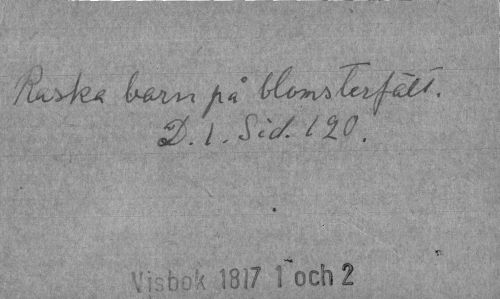 Raska barn på blomsterfält.
D. 1. Sid. 120.
Visbok 1817 1 och 2